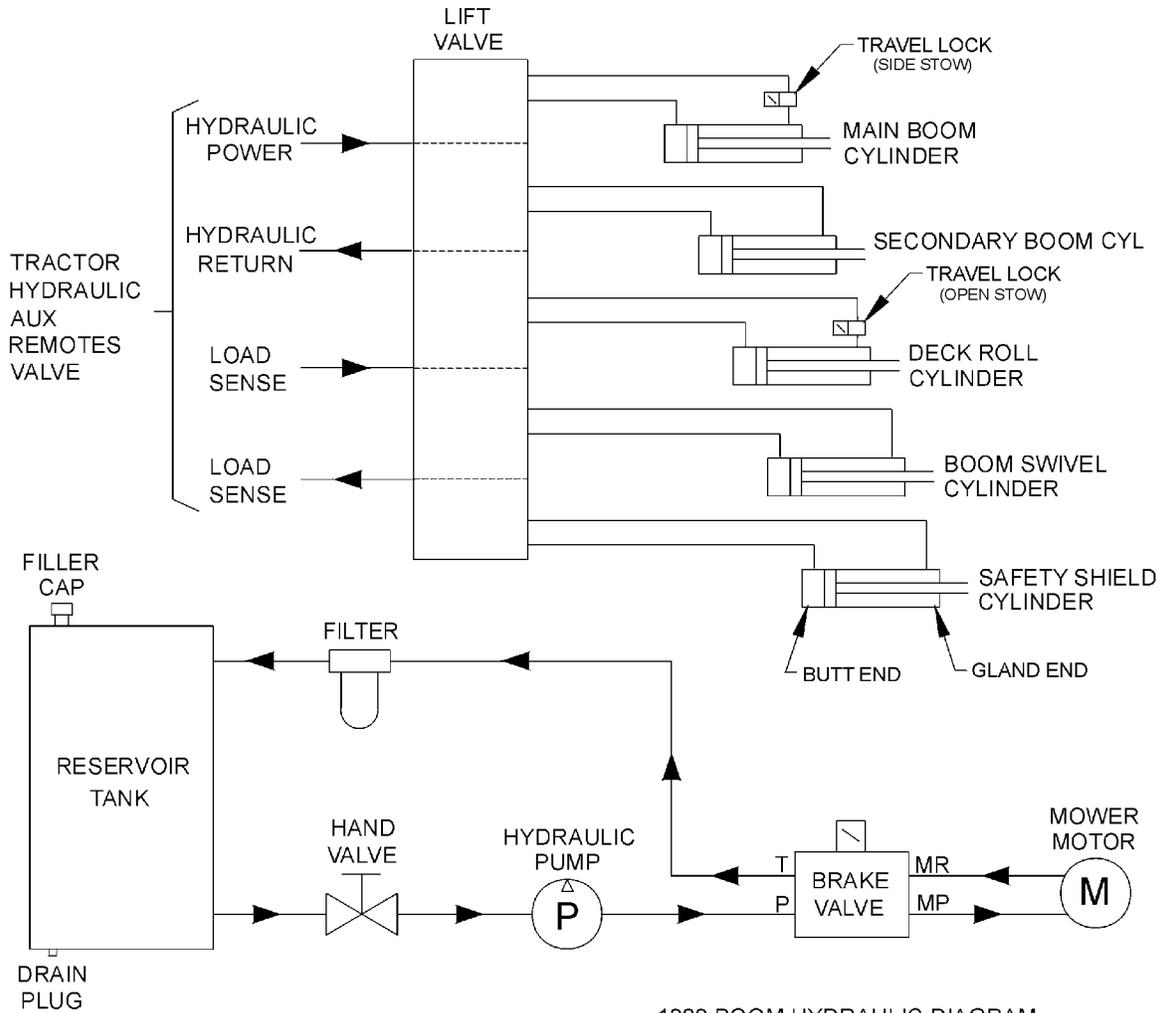 LIFT
VALVE
TRAVEL LOCK
(SIDE STOW)
HYDRAULIC
POWER
MAIN BOOM
CYLINDER
HYDRAULIC
RETURN
SECONDARY BOOM CYL
TRACTOR
HYDRAULIC
AUX
REMOTES
VALVE
TRAVEL LOCK
(OPEN STOW)
LOAD
SENSE
DECK ROLL
CYLINDER
LOAD
SENSE
BOOM SWIVEL
CYLINDER
SAFETY SHIELD
CYLINDER
BUTT END
GLAND END
FILLER
CAP
FILTER
RESERVOIR
TANK
HAND
VALVE
HYDRAULIC
PUMP
P
T
P
BRAKE
VALVE
MR
MP
MOWER
MOTOR
M
DRAIN
PLUG
BOOM HYDRAULIC DIAGRAM